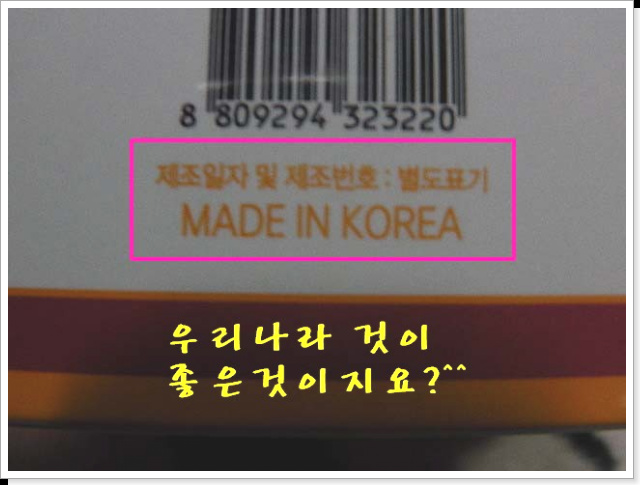 8 809294 323220
제조일자 및 제조번호 : 별도표기
MADE IN KOREA
우리나라 것이
좋은것이지요?^^